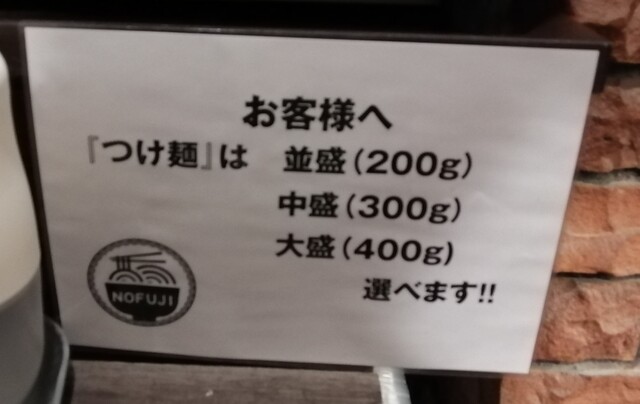 お客様へ
『つけ麺』は 並盛(200g)
中盛(300g)
大盛(400g)
選べます!!
NOFUJI